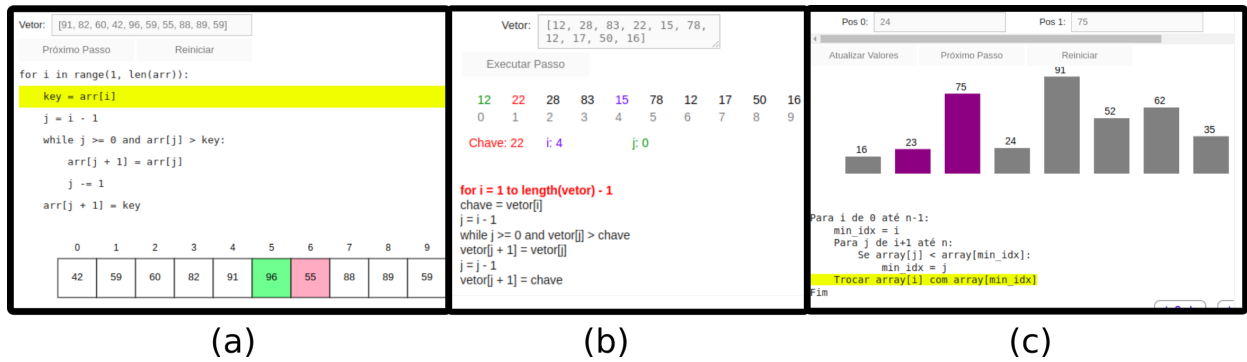 Vetor: [91, 82, 60, 42, 96, 59, 55, 88, 89, 59]
Próximo Passo Reiniciar
for i in range(1, len(arr)):
key = arr[i]
j = i - 1
while j >= 0 and arr[j] > key:
arr[j + 1] = arr[j]
j -= 1
arr[j + 1] = key
0 1 2 3 4 5 6 7 8 9
42 59 60 82 91 96 55 88 89 59
(a)
Vetor: [12, 28, 83, 22, 15, 78,
12, 17, 50, 16]
Executar Passo
12 22 28 83 15 78 12 17 50 16
0 1 2 3 4 5 6 7 8 9
Chave: 22 i: 4 j: 0
for i = 1 to length(vetor) - 1
chave = vetor[i]
j = i - 1
while j >= 0 and vetor[j] > chave
vetor[j + 1] = vetor[j]
j = j - 1
vetor[j + 1] = chave
(b)
Pos 0: 24 Pos 1: 75
Atualizar Valores Próximo Passo Reiniciar
16 23 75 24 91 52 62 35
Para i de 0 até n-1:
min_idx = i
Para j de i+1 até n:
Se array[j] < array[min_idx]:
min_idx = j
Trocar array[i] com array[min_idx]
Fim
(c)